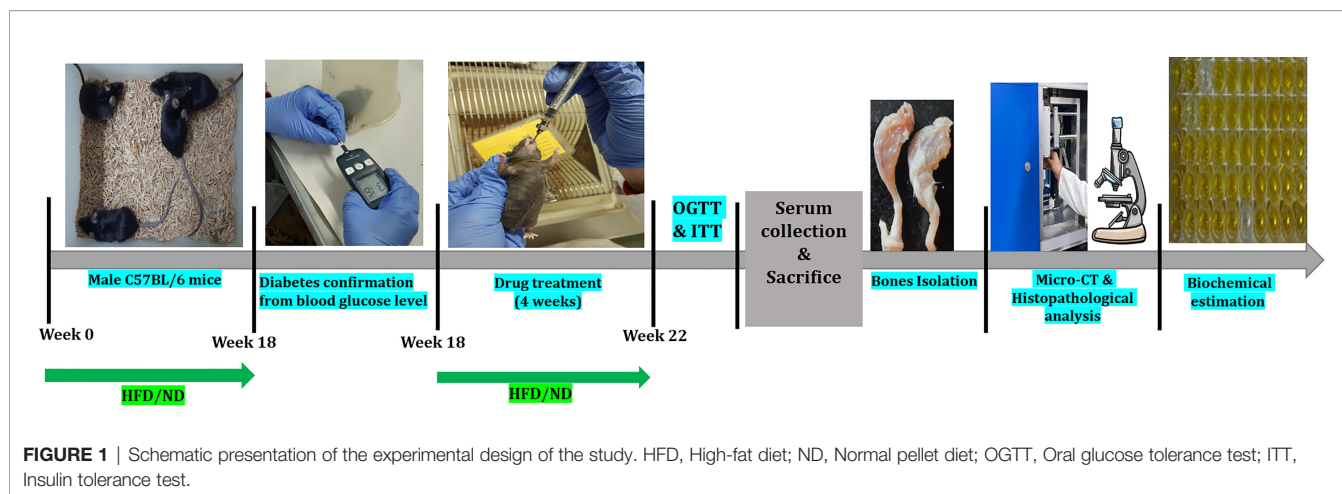 OGTT
& ITT
Serum
collection
&
Sacrifice
Male C57BL/6 mice
Diabetes confirmation
from blood glucose level
Drug treatment
(4 weeks)
Bones Isolation
Micro-CT &
Histopathological
analysis
Biochemical
estimation
Week 0
Week 18
Week 18
Week 22
HFD/ND
HFD/ND
FIGURE 1 | Schematic presentation of the experimental design of the study. HFD, High-fat diet; ND, Normal pellet diet; OGTT, Oral glucose tolerance test; ITT,
Insulin tolerance test.